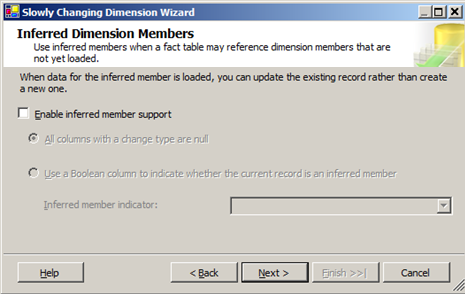 Slowly Changing Dimension Wizard
Inferred Dimension Members
Use inferred members when a fact table may reference dimension members that are
not yet loaded.
When data for the inferred member is loaded, you can update the existing record rather than create
a new one.
Enable inferred member support
All columns with a change type are null
Use a Boolean column to indicate whether the current record is an inferred member
Inferred member indicator:
Help
< Back
Next >
Finish >>|
Cancel